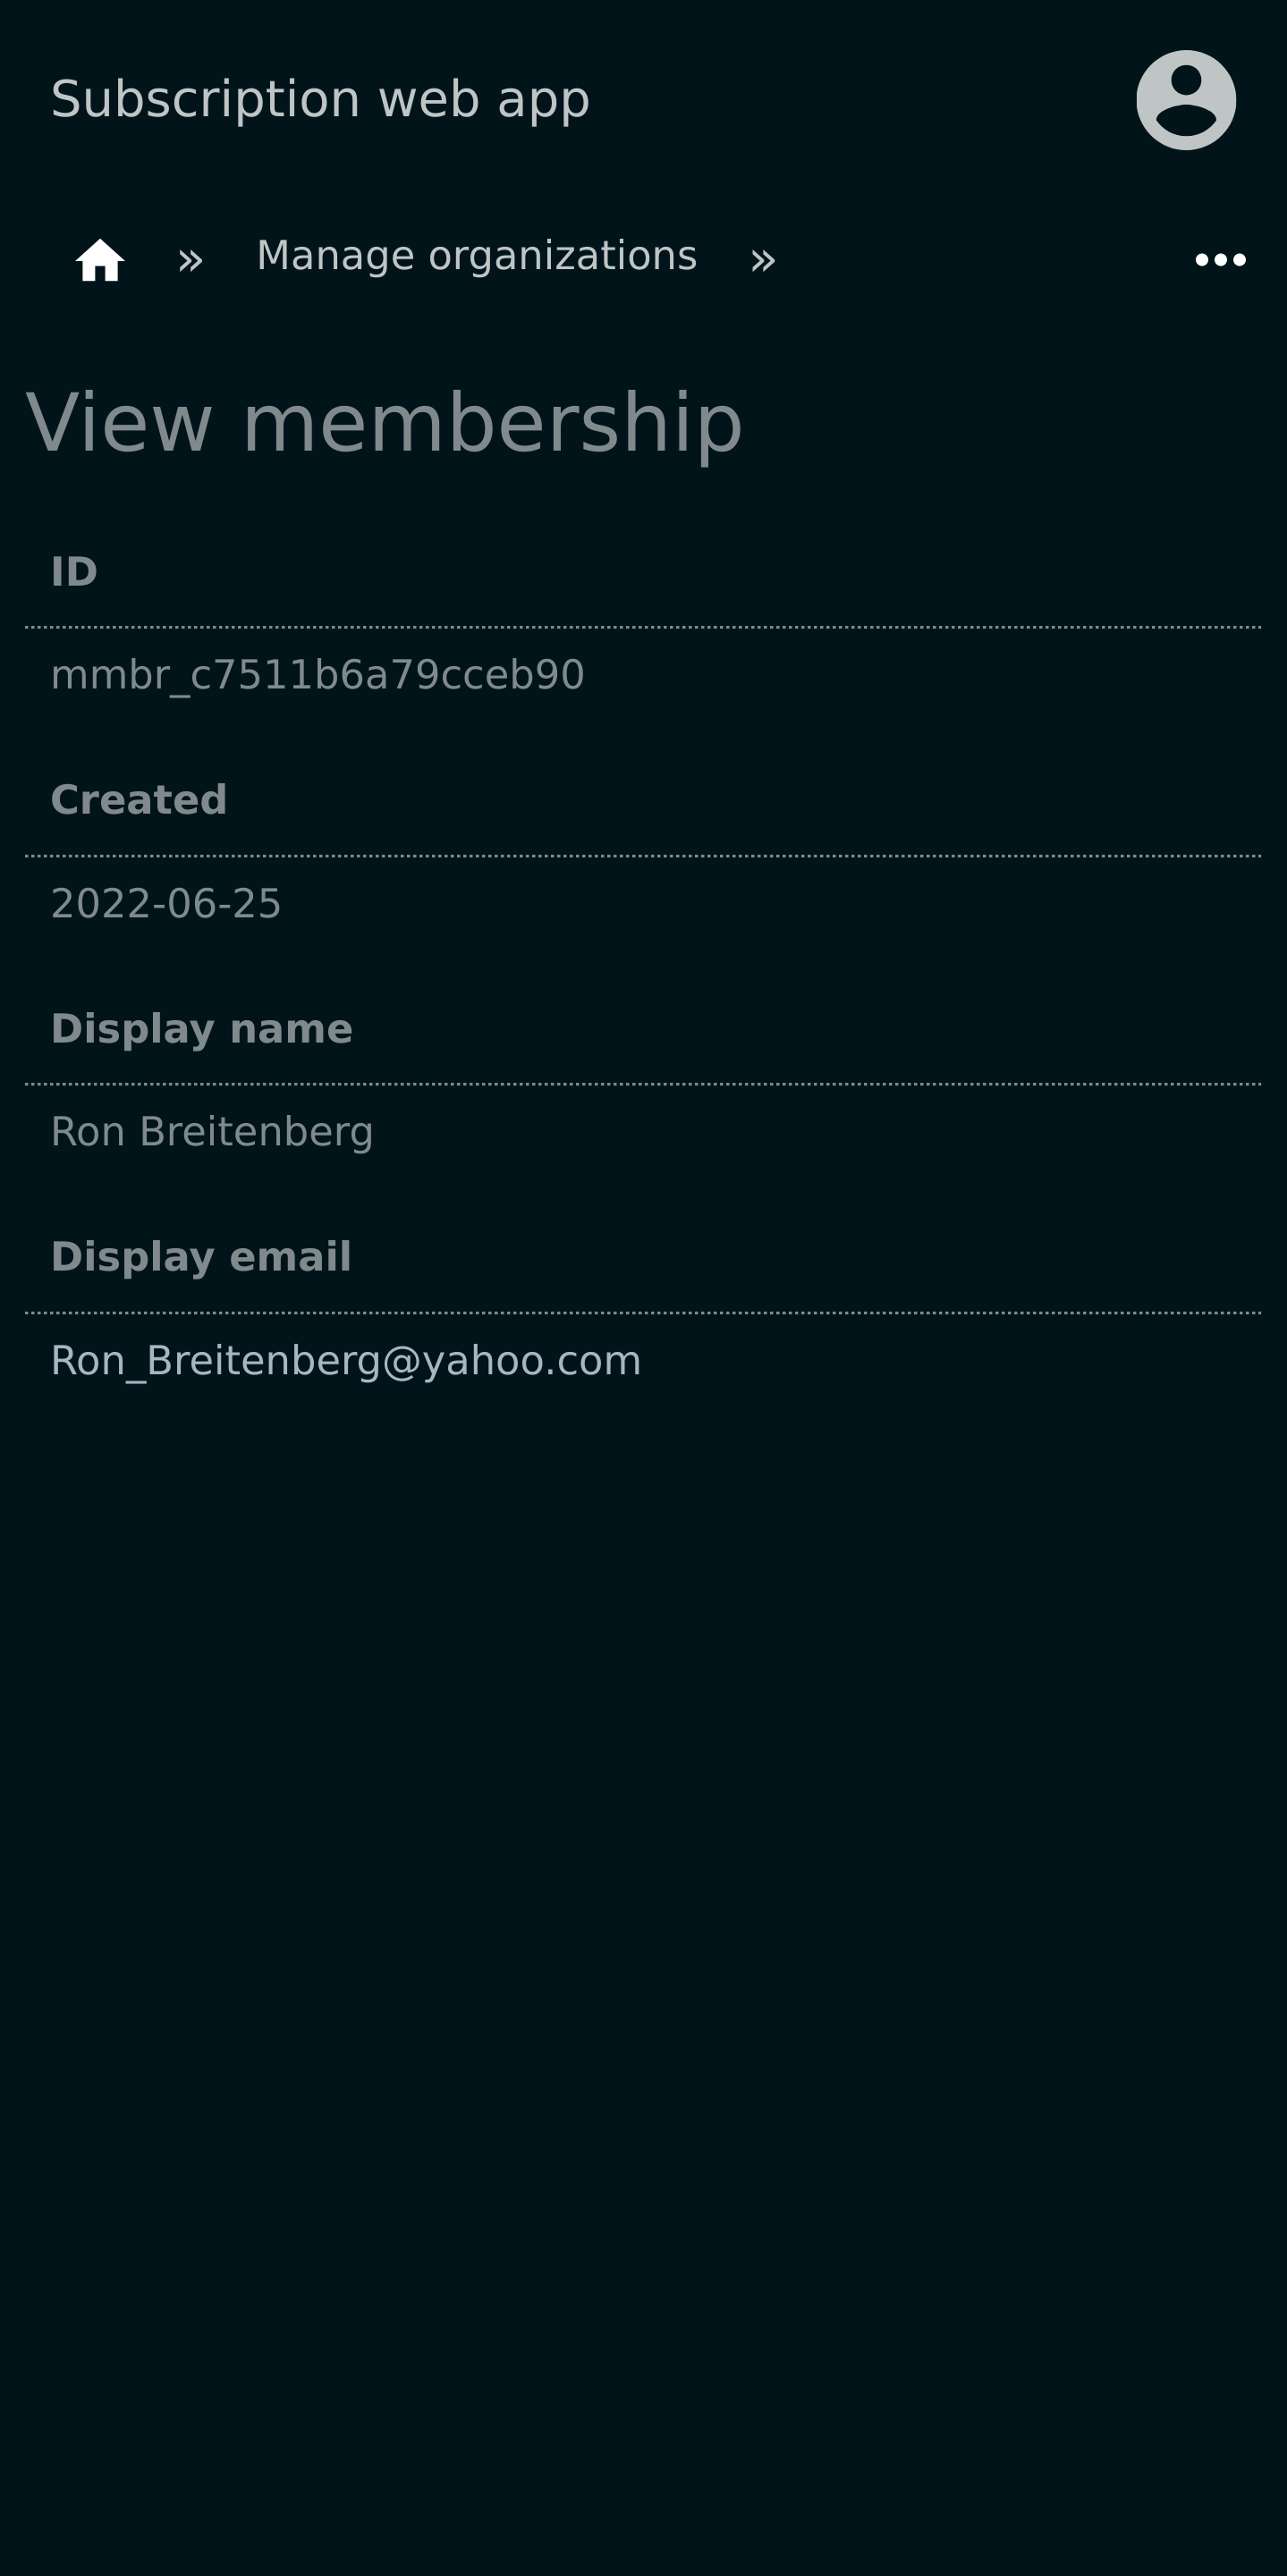 Subscription web app
» Manage organizations »
View membership
ID
mmbr_c7511b6a79cceb90
Created
2022-06-25
Display name
Ron Breitenberg
Display email
Ron_Breitenberg@yahoo.com